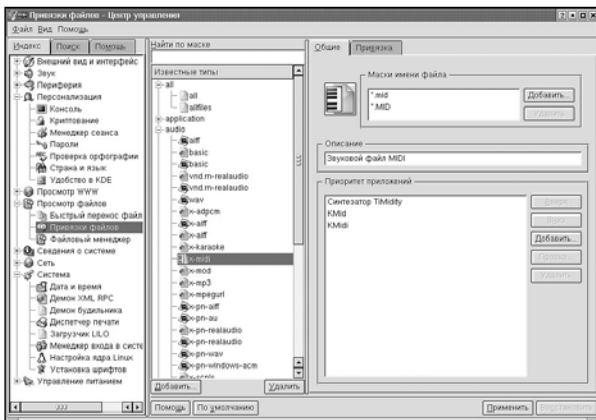 Привязки файлов - Центр управления
Файл Вид Помощь
Индекс Поиск Помощь
Внешний вид и интерфейс
Звук
Периферия
Персонализация
Консоль
Криптование
Менеджер сеанса
Пароли
Проверка орфографии
Страна и язык
Удобство в KDE
Просмотр WWW
Просмотр файлов
Быстрый перенос файл
Привязки файлов
Файловый менеджер
Сведения о системе
Сеть
Система
Дата и время
Демон XML RPC
Демон будильника
Диспетчер печати
Загрузчик LILO
Менеджер входа в систе
Настройка ядра Linux
Установка шрифтов
Управление питанием
Найти по маске
Известные типы
all
all
allfiles
application
audio
aiff
basic
basic
vnd.rn-realaudio
vnd.rn-realaudio
wav
x-adpcm
x-aiff
x-aiff
x-karaoke
x-midi
x-mod
x-mp3
x-mpegurl
x-pn-aiff
x-pn-au
x-pn-realaudio
x-pn-realaudio
x-pn-wav
x-pn-windows-acm
Добавить... Удалить
Общие Привязка
Маски имени файла
*.mid
*.MID
Добавить...
Удалить
Описание
Звуковой файл MIDI
Приоритет приложений
Синтезатор TiMidity
KMid
KMidi
Вверх
Вниз
Добавить...
Правка...
Удалить
Помощь По умолчанию Применить Восстановить